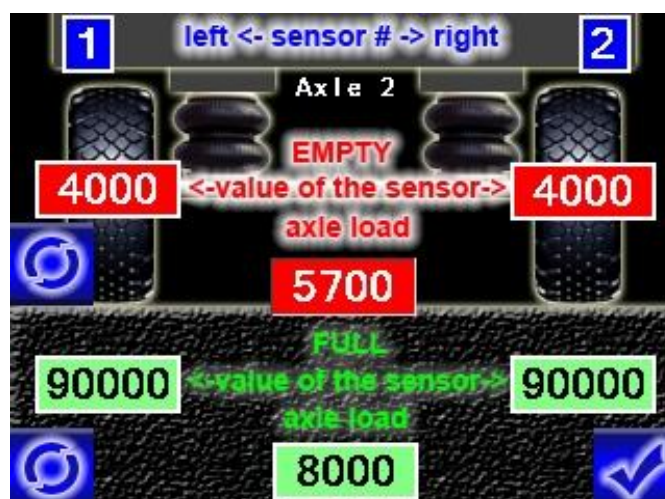 1 left <- sensor # -> right 2
Axle 2
EMPTY
4000 <-value of the sensor-> 4000
axle load
5700
FULL
90000 <-value of the sensor-> 90000
axle load
8000